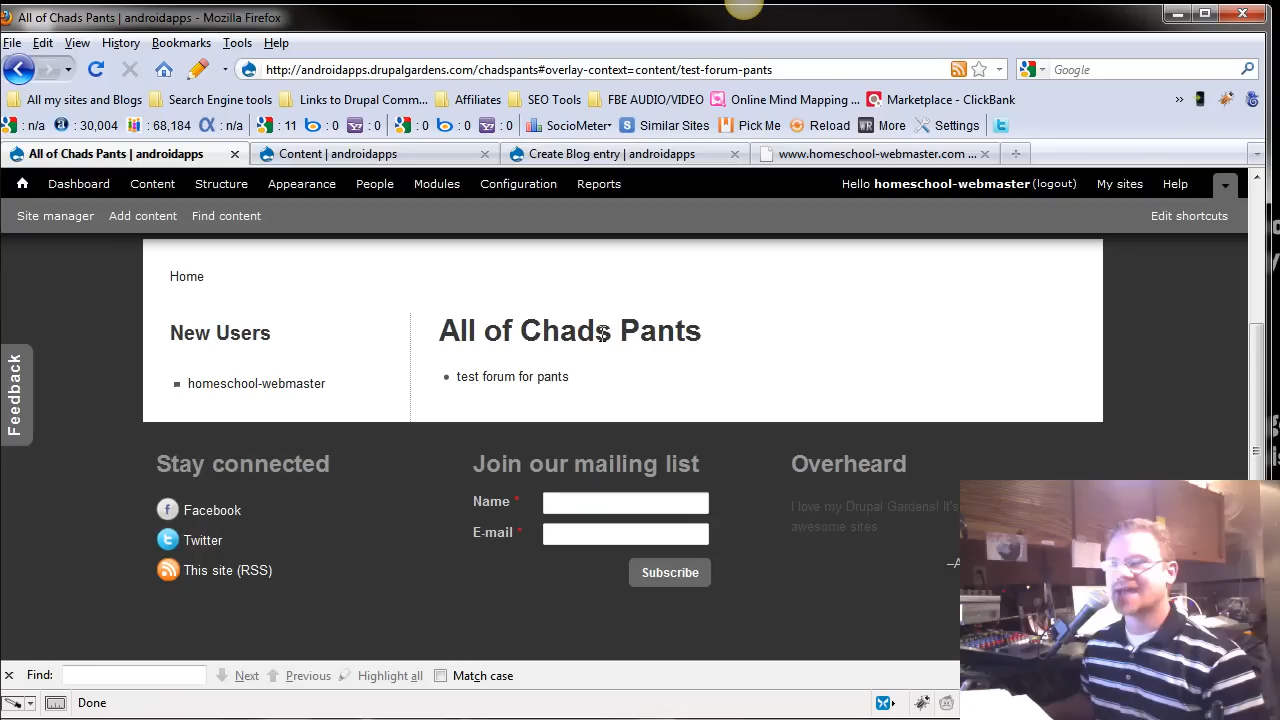 All of Chads Pants | androidapps - Mozilla Firefox
File Edit View History Bookmarks Tools Help
http://androidapps.drupalgardens.com/chadspants#overlay-context=content/test-forum-pants
Google
All my sites and Blogs Search Engine tools Links to Drupal Comm... Affiliates SEO Tools FBE AUDIO/VIDEO Online Mind Mapping ... Marketplace - ClickBank »
: n/a : 30,004 : 68,184 : n/a : 11 : 0 : 0 : 0 : 0 : 0 SocioMeter Similar Sites Pick Me Reload WR More Settings
All of Chads Pants | androidapps Content | androidapps Create Blog entry | androidapps www.homeschool-webmaster.com ...
Dashboard Content Structure Appearance People Modules Configuration Reports Hello homeschool-webmaster (logout) My sites Help
Site manager Add content Find content Edit shortcuts
Home
New Users
homeschool-webmaster
All of Chads Pants
test forum for pants
Feedback
Stay connected
Facebook
Twitter
This site (RSS)
Join our mailing list
Name *
E-mail *
Subscribe
Overheard
I love my Drupal Gardens! It's
awesome sites
–A
Find: Next Previous Highlight all Match case
Done